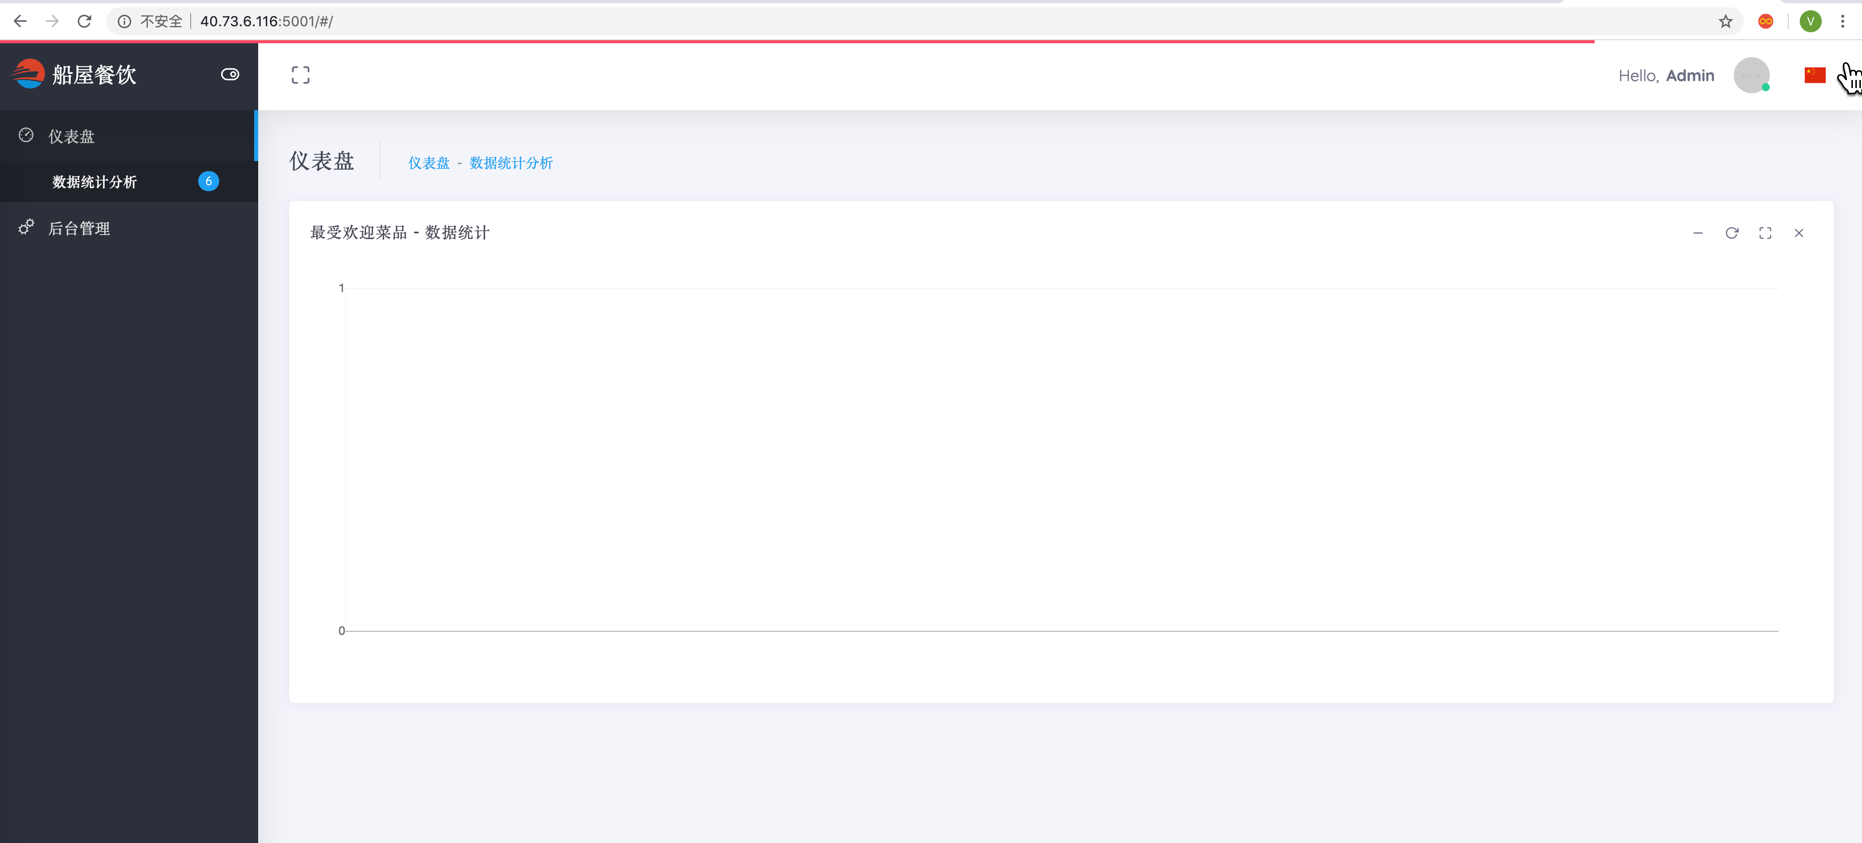 不安全 40.73.6.116:5001/#/
V
船屋餐饮
Hello, Admin
仪表盘
数据统计分析 6
后台管理
仪表盘
仪表盘 - 数据统计分析
最受欢迎菜品 - 数据统计
1
0